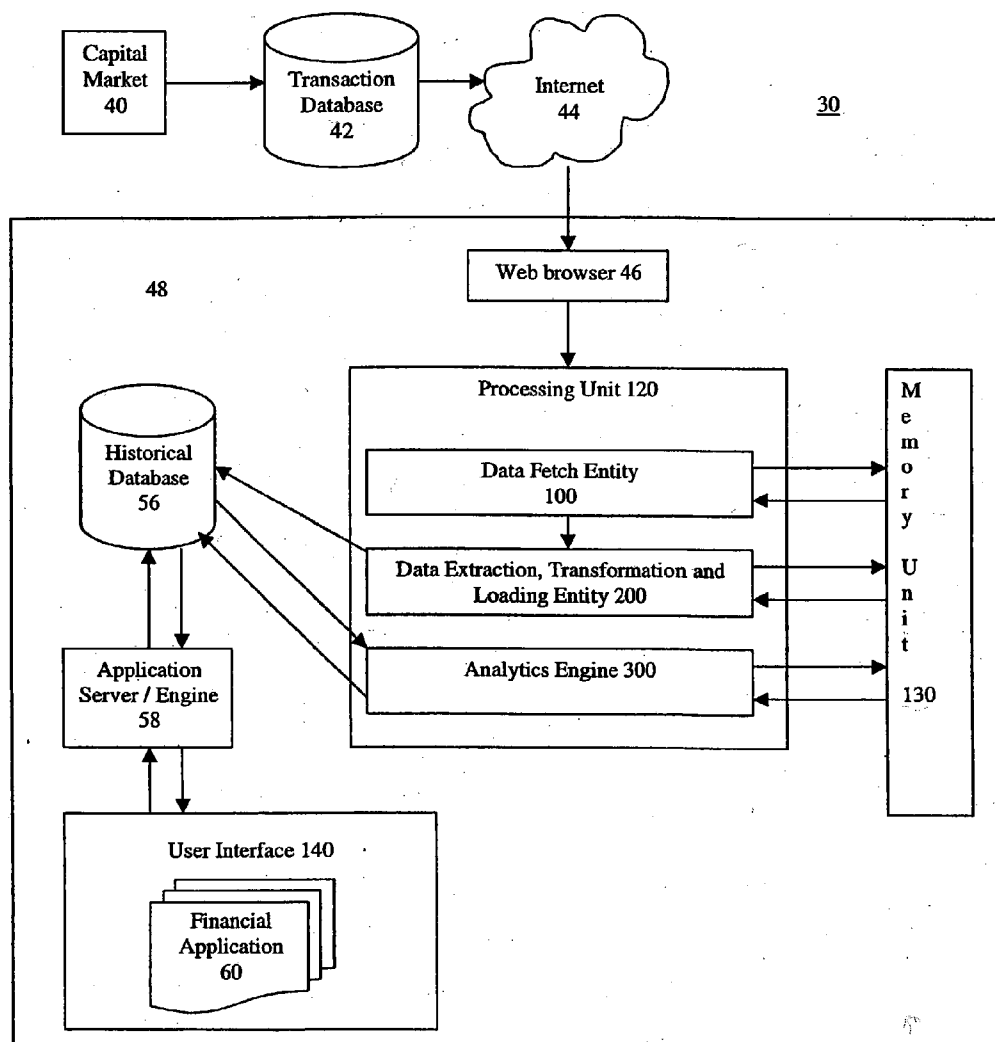 Capital
Market
40
Transaction
Database
42
Internet
44
30
Web browser 46
48
Processing Unit 120
Memory Unit
130
Historical
Database
56
Data Fetch Entity
100
Data Extraction, Transformation and
Loading Entity 200
Analytics Engine 300
Application
Server / Engine
58
User Interface 140
Financial
Application
60